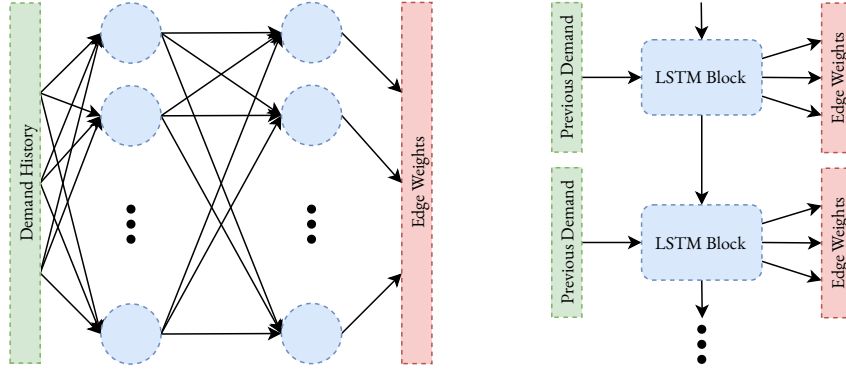 Demand History
Edge Weights
Previous Demand
LSTM Block
Edge Weights
Previous Demand
LSTM Block
Edge Weights